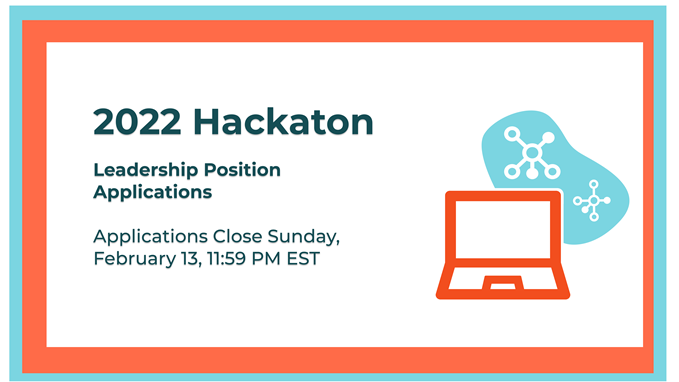 2022 Hackaton
Leadership Position
Applications
Applications Close Sunday,
February 13, 11:59 PM EST